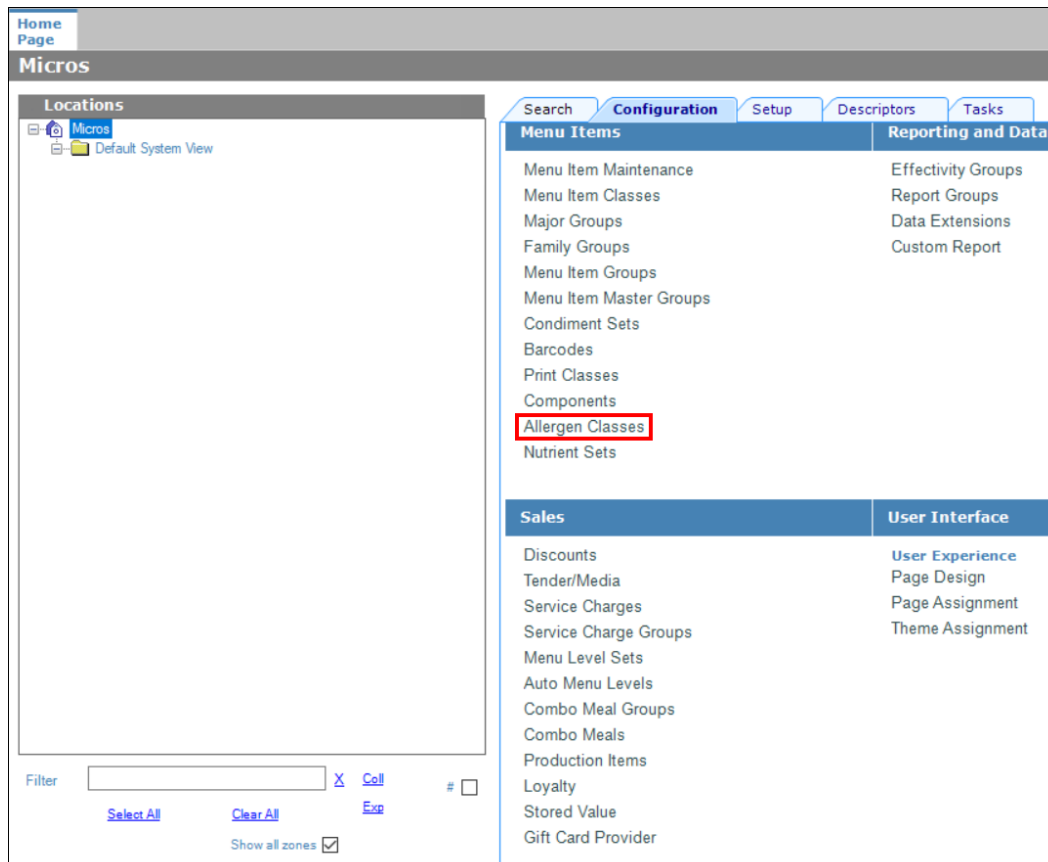 Home
Page
Micros
Locations
Micros
Default System View
Filter
X
Coll
#
Select All
Clear All
Exp
Show all zones
Search
Configuration
Setup
Descriptors
Tasks
Menu Items
Menu Item Maintenance
Menu Item Classes
Major Groups
Family Groups
Menu Item Groups
Menu Item Master Groups
Condiment Sets
Barcodes
Print Classes
Components
Allergen Classes
Nutrient Sets
Reporting and Data
Effectivity Groups
Report Groups
Data Extensions
Custom Report
Sales
Discounts
Tender/Media
Service Charges
Service Charge Groups
Menu Level Sets
Auto Menu Levels
Combo Meal Groups
Combo Meals
Production Items
Loyalty
Stored Value
Gift Card Provider
User Interface
User Experience
Page Design
Page Assignment
Theme Assignment